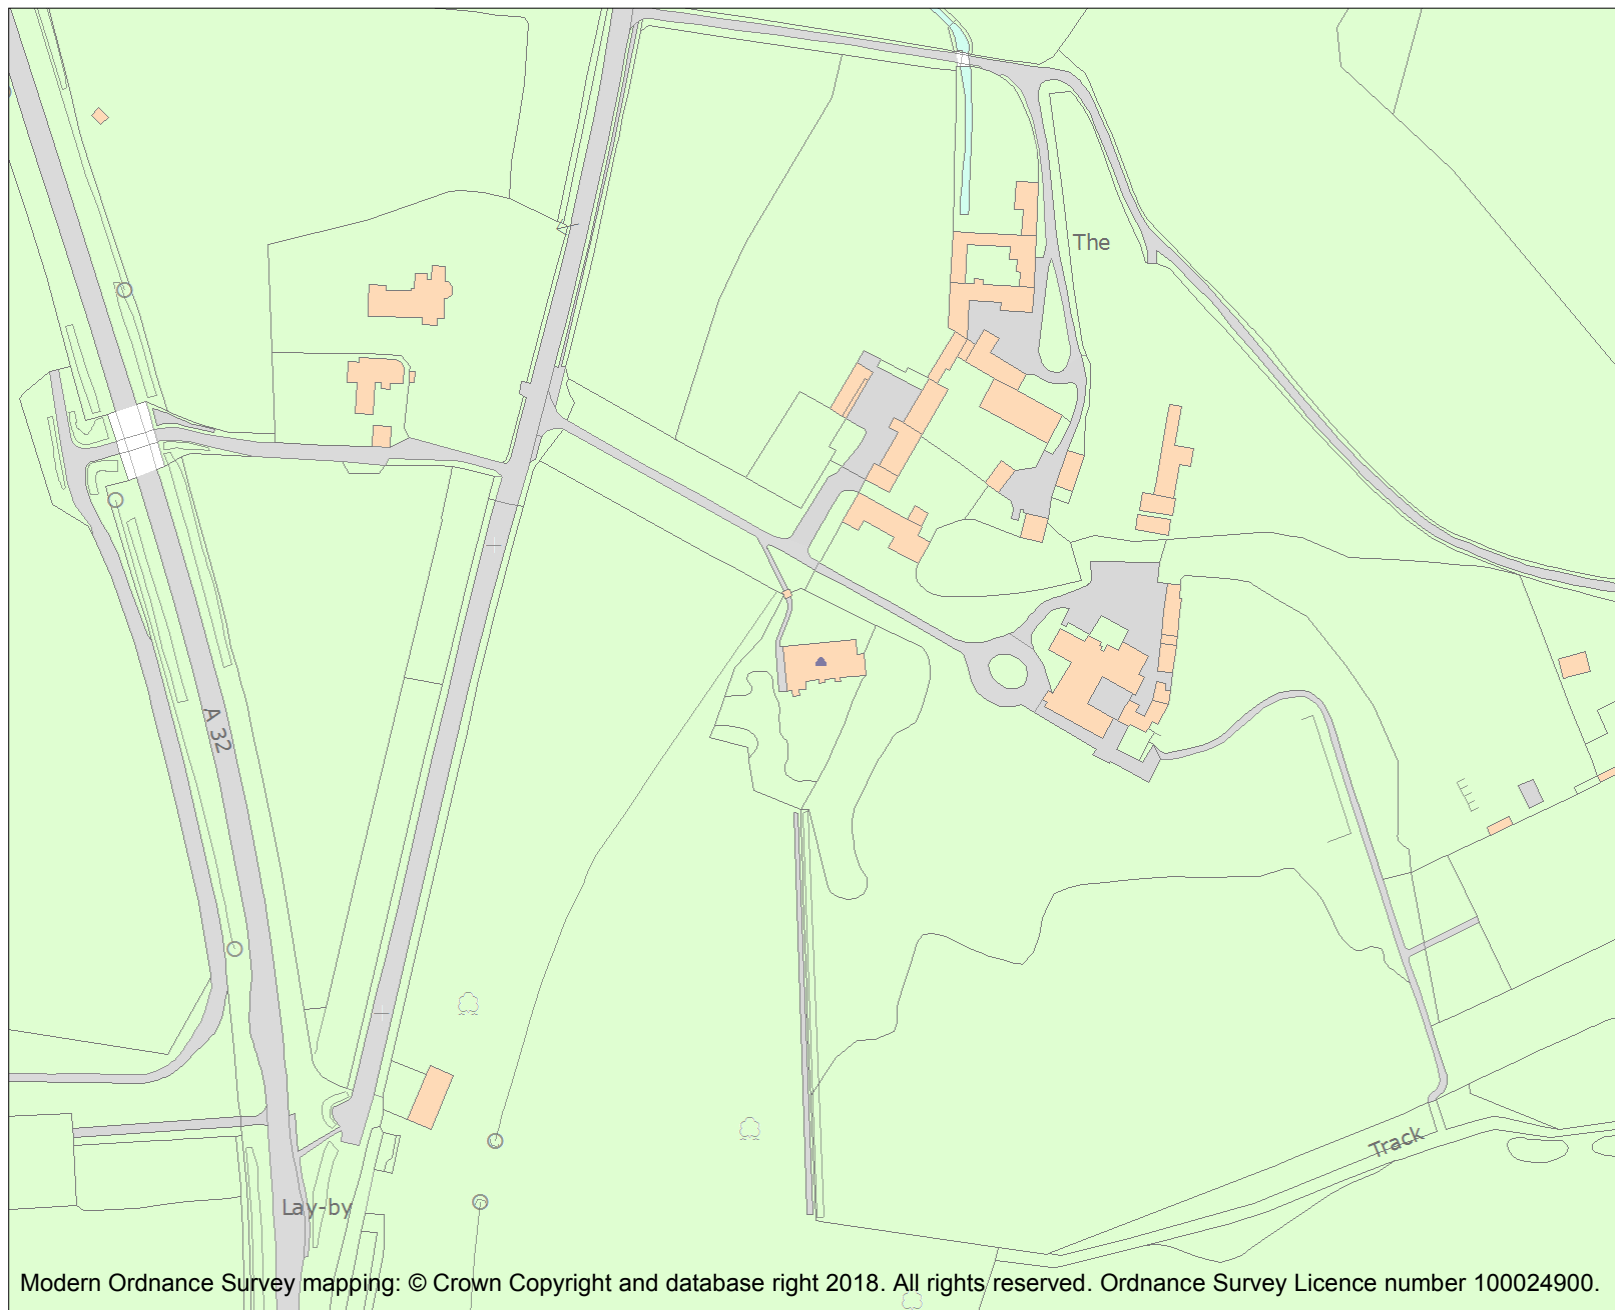 The
A 32
Track
Lay-by
Modern Ordnance Survey mapping: © Crown Copyright and database right 2018. All rights reserved. Ordnance Survey Licence number 100024900.